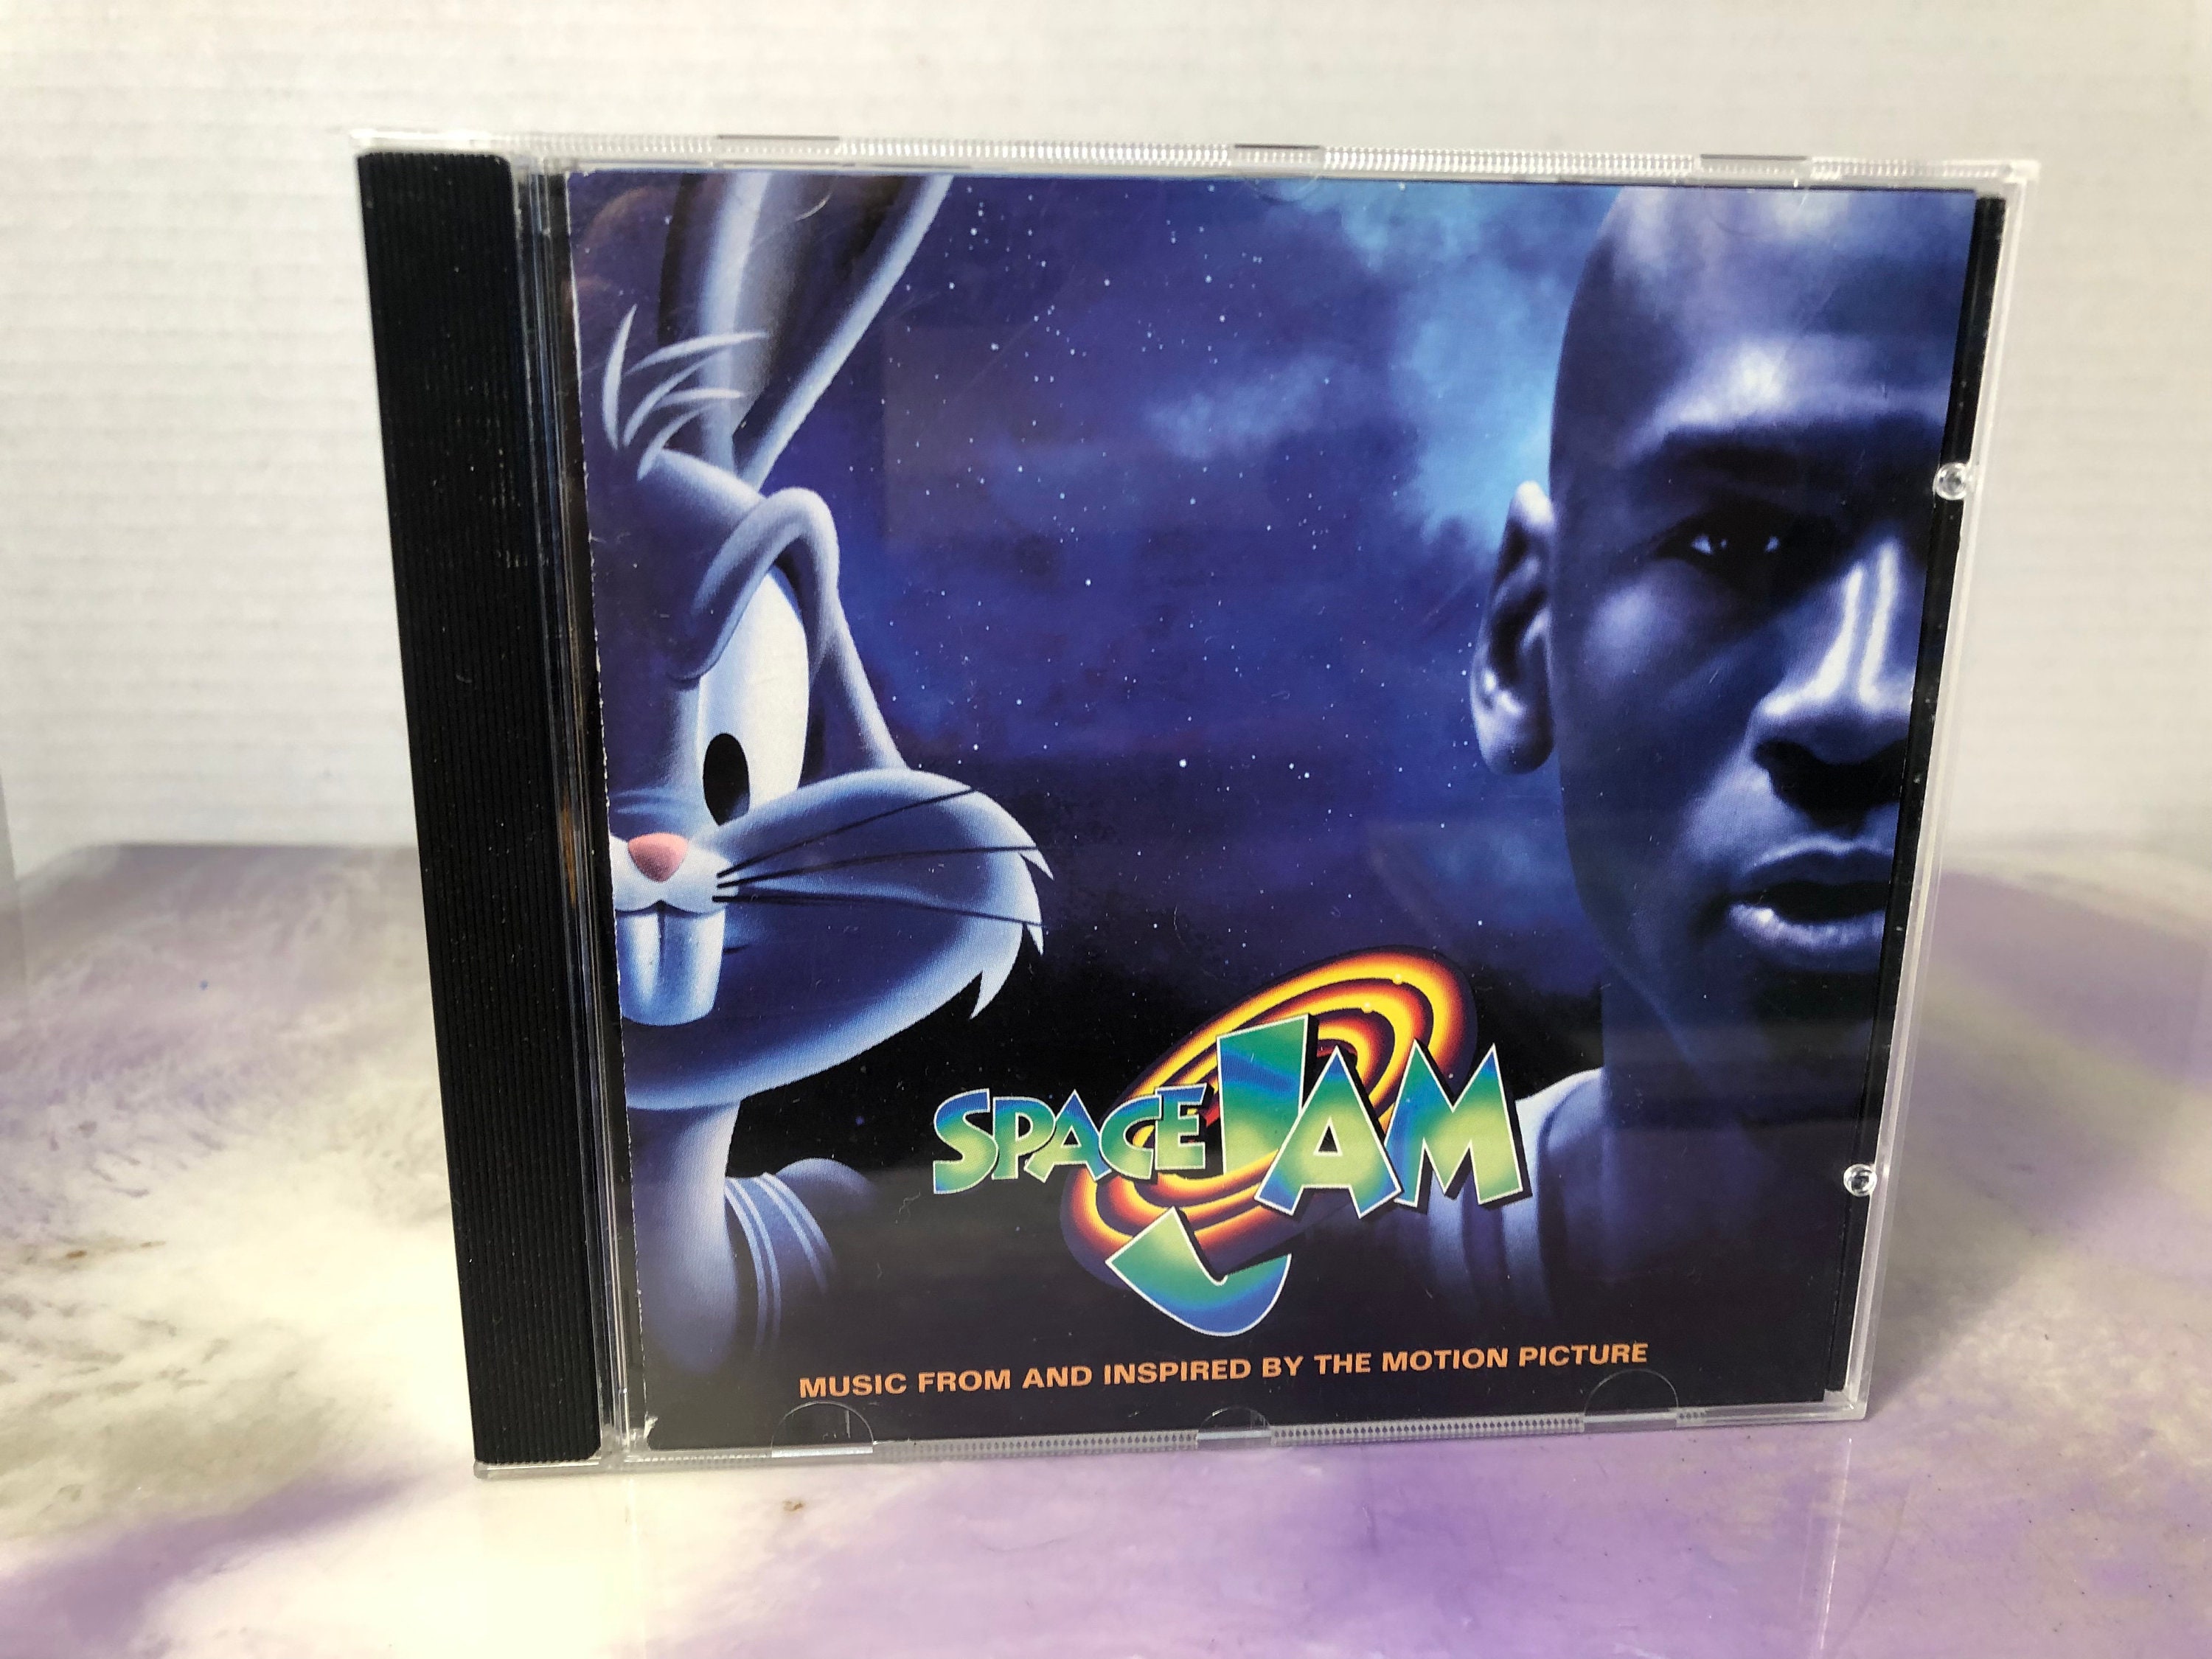 SPACE JAM
MUSIC FROM AND INSPIRED BY THE MOTION PICTURE